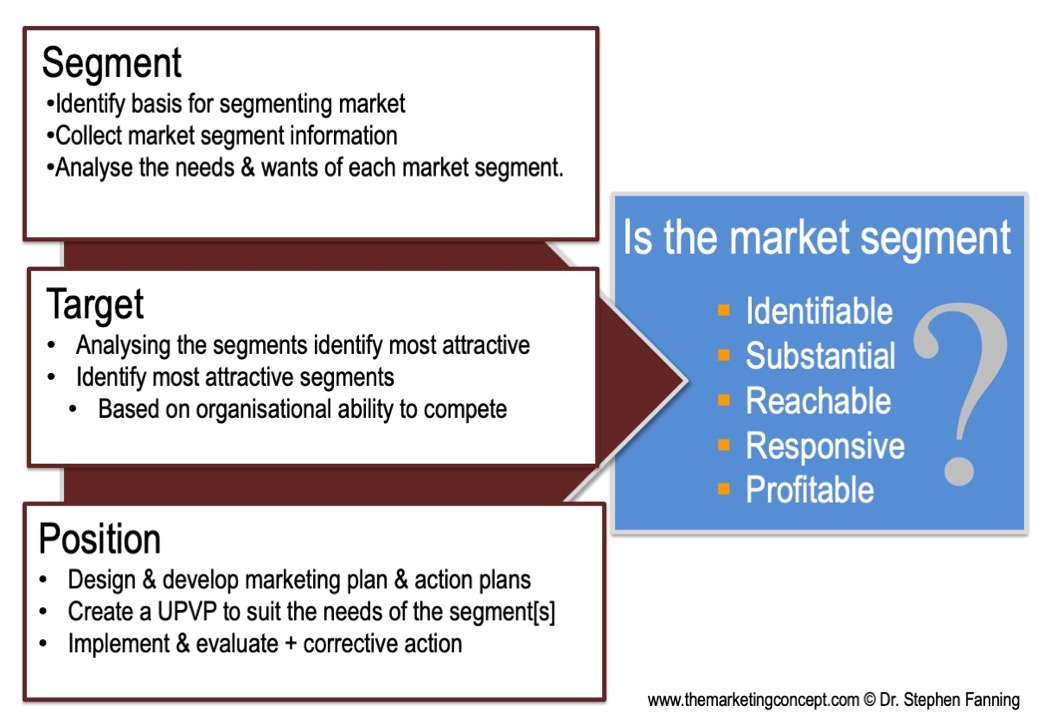 Segment
•Identify basis for segmenting market
•Collect market segment information
•Analyse the needs & wants of each market segment.
Target
• Analysing the segments identify most attractive
• Identify most attractive segments
• Based on organisational ability to compete
Position
• Design & develop marketing plan & action plans
• Create a UPVP to suit the needs of the segment[s]
• Implement & evaluate + corrective action
Is the market segment
▪ Identifiable
▪ Substantial
▪ Reachable
▪ Responsive
▪ Profitable
?
www.themarketingconcept.com © Dr. Stephen Fanning